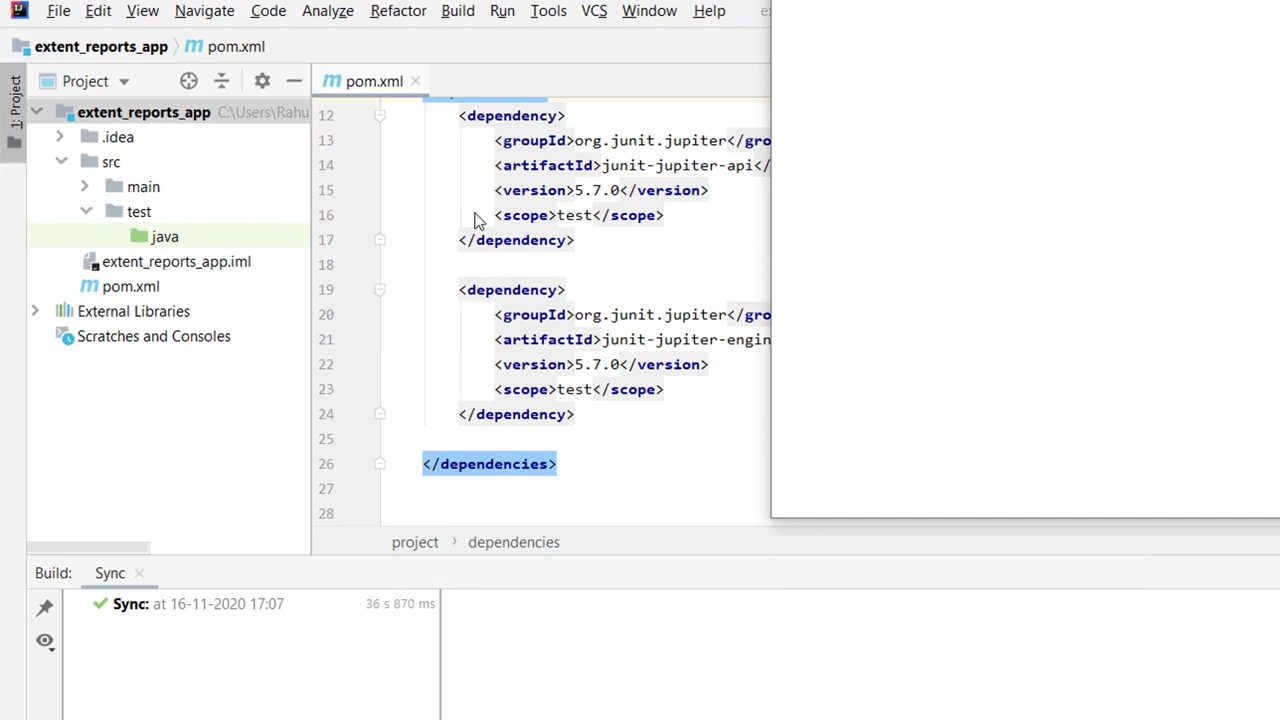 File Edit View Navigate Code Analyze Refactor Build Run Tools VCS Window Help
extent_reports_app pom.xml
1: Project
Project
pom.xml
extent_reports_app C:\Users\Rahu
.idea
src
main
test
java
extent_reports_app.iml
pom.xml
External Libraries
Scratches and Consoles
12 <dependency>
13 <groupId>org.junit.jupiter</gro
14 <artifactId>junit-jupiter-api</
15 <version>5.7.0</version>
16 <scope>test</scope>
17 </dependency>
18
19 <dependency>
20 <groupId>org.junit.jupiter</gro
21 <artifactId>junit-jupiter-engin
22 <version>5.7.0</version>
23 <scope>test</scope>
24 </dependency>
25
26 </dependencies>
27
28
project › dependencies
Build: Sync
Sync: at 16-11-2020 17:07 36 s 870 ms